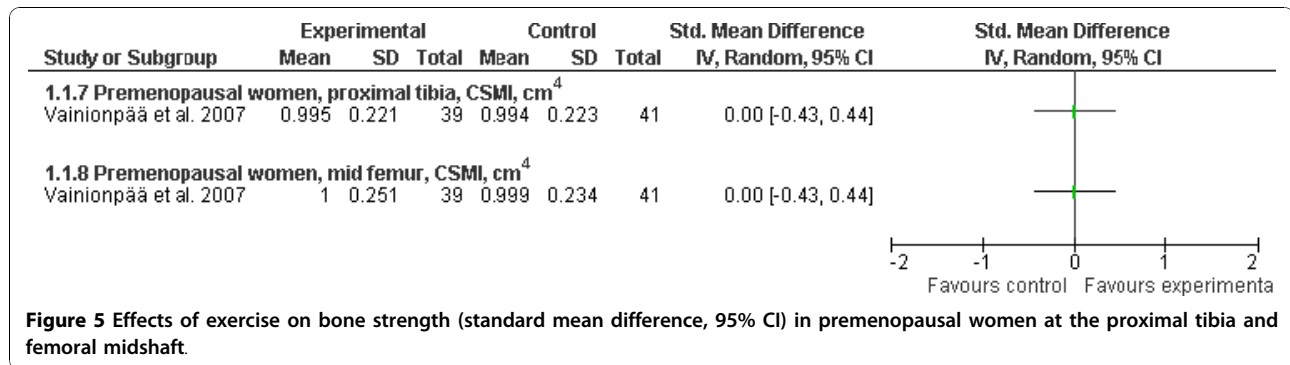 Experimental Control Std. Mean Difference Std. Mean Difference
Study or Subgroup Mean SD Total Mean SD Total IV, Random, 95% CI IV, Random, 95% CI
1.1.7 Premenopausal women, proximal tibia, CSMI, cm⁴
Vainionpää et al. 2007 0.995 0.221 39 0.994 0.223 41 0.00 [-0.43, 0.44]
1.1.8 Premenopausal women, mid femur, CSMI, cm⁴
Vainionpää et al. 2007 1 0.251 39 0.999 0.234 41 0.00 [-0.43, 0.44]
-2 -1 0 1 2
Favours control Favours experimenta
Figure 5 Effects of exercise on bone strength (standard mean difference, 95% CI) in premenopausal women at the proximal tibia and
femoral midshaft.